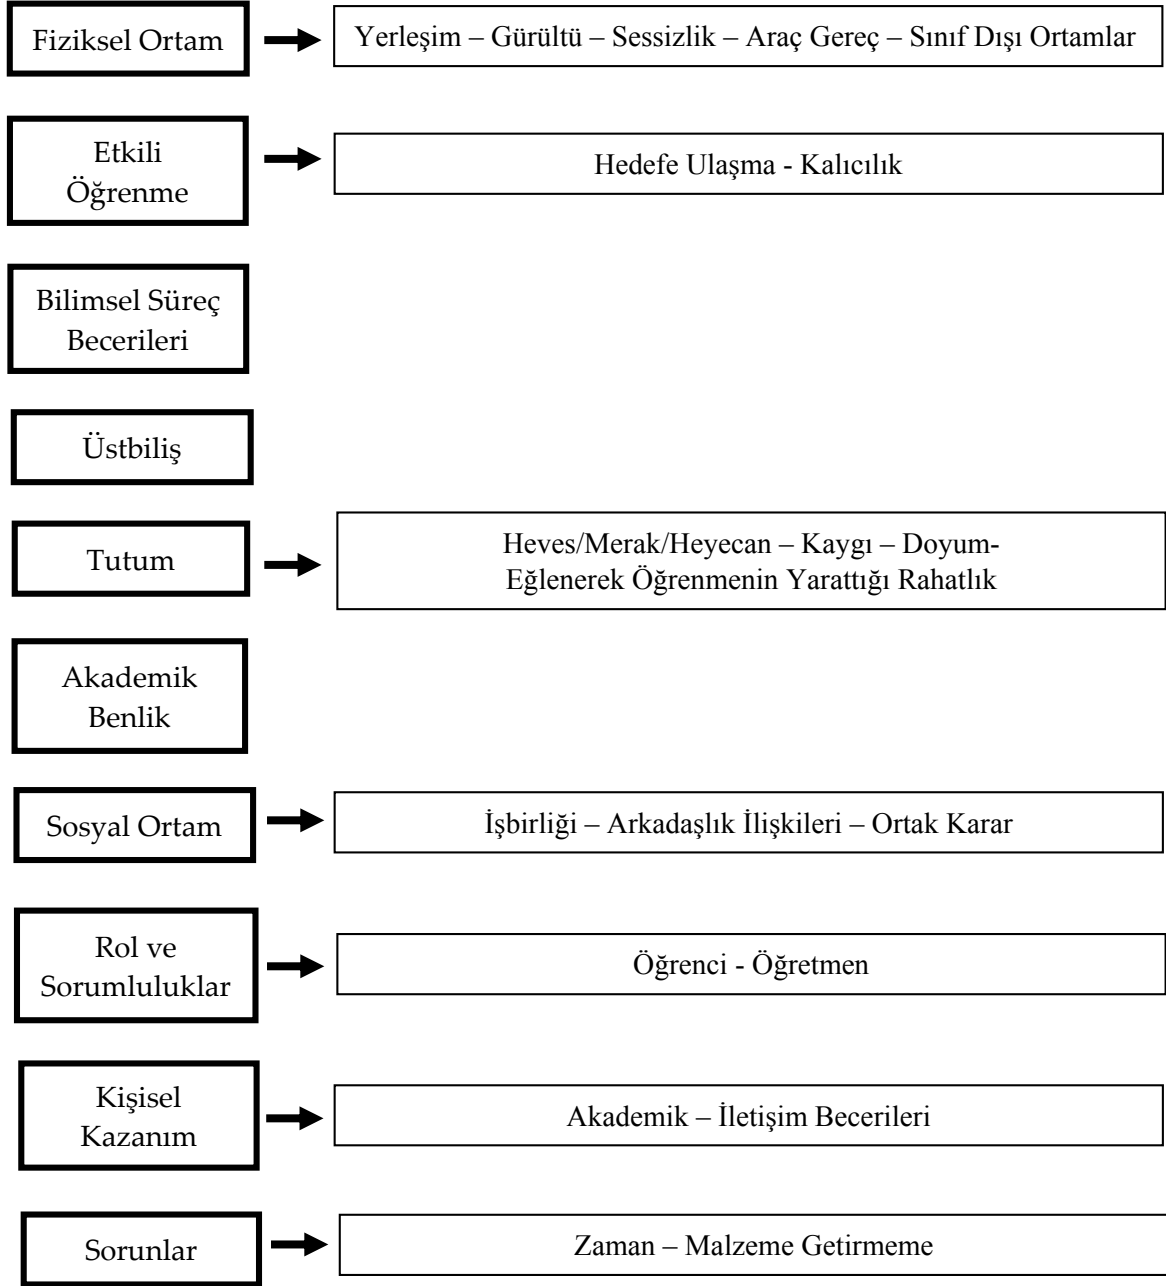 Fiziksel Ortam
Yerleşim – Gürültü – Sessizlik – Araç Gereç – Sınıf Dışı Ortamlar
Etkili
Öğrenme
Hedefe Ulaşma - Kalıcılık
Bilimsel Süreç
Becerileri
Üstbiliş
Tutum
Heves/Merak/Heyecan – Kaygı – Doyum-
Eğlenerek Öğrenmenin Yarattığı Rahatlık
Akademik
Benlik
Sosyal Ortam
İşbirliği – Arkadaşlık İlişkileri – Ortak Karar
Rol ve
Sorumluluklar
Öğrenci - Öğretmen
Kişisel
Kazanım
Akademik – İletişim Becerileri
Sorunlar
Zaman – Malzeme Getirmeme